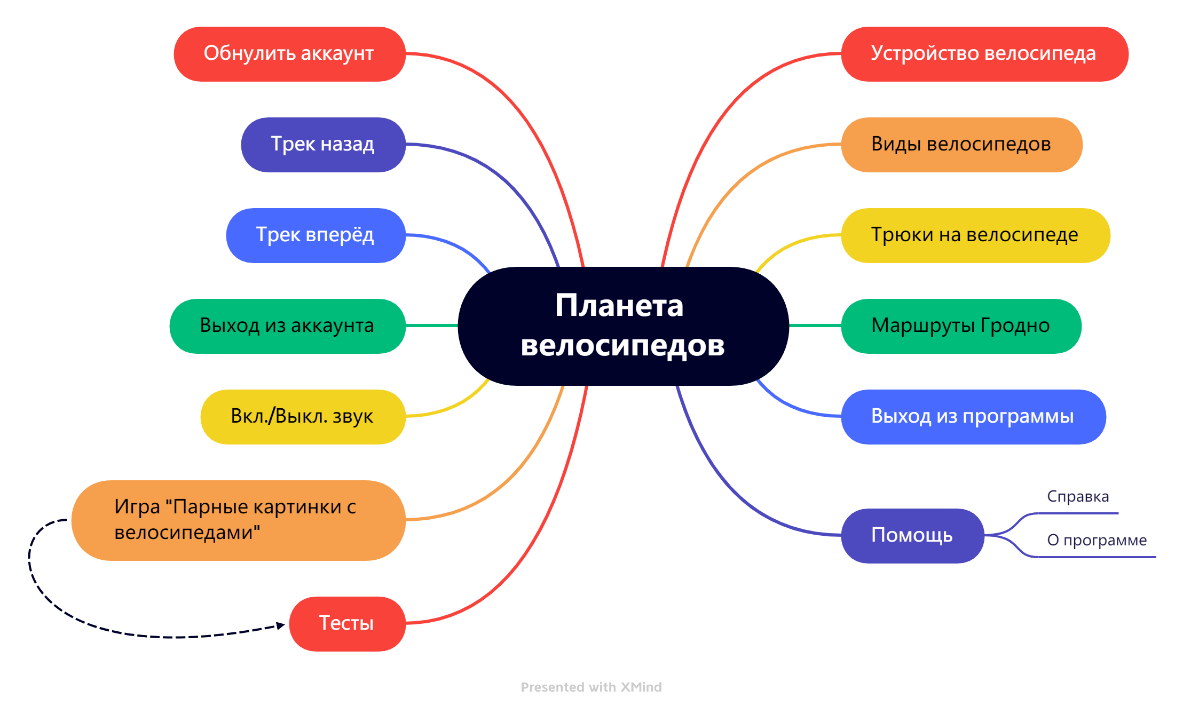 Обнулить аккаунт
Трек назад
Трек вперёд
Выход из аккаунта
Вкл./Выкл. звук
Игра "Парные картинки с
велосипедами"
Тесты
Планета
велосипедов
Устройство велосипеда
Виды велосипедов
Трюки на велосипеде
Маршруты Гродно
Выход из программы
Помощь
Справка
О программе
Presented with XMind